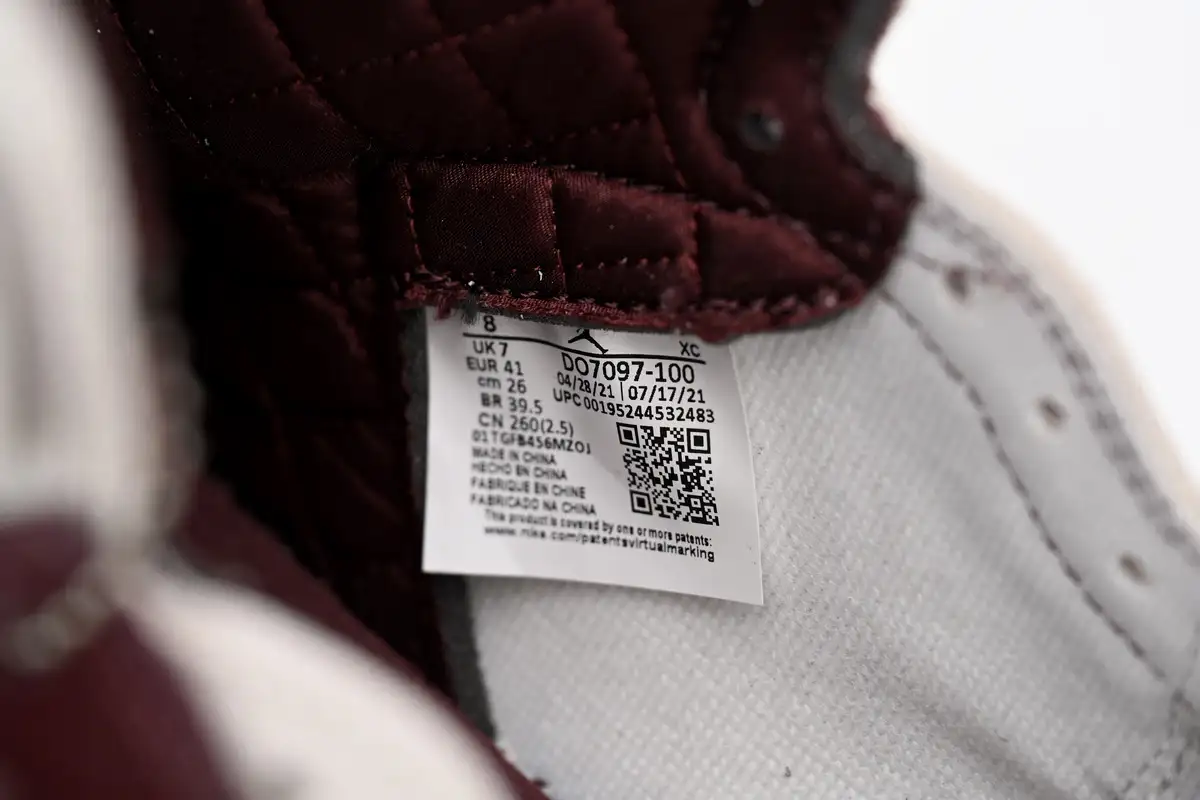 8 XC
UK 7
EUR 41
cm 26
BR 39.5
CN 260(2.5)
01TGFB456MZOJ
MADE IN CHINA
HECHO EN CHINA
FABRIQUE EN CHINE
FABRICADO NA CHINA
DO7097-100
04/28/21 | 07/17/21
UPC 00195244532483
This product is covered by one or more patents:
www.nike.com/patentsvirtualmarking